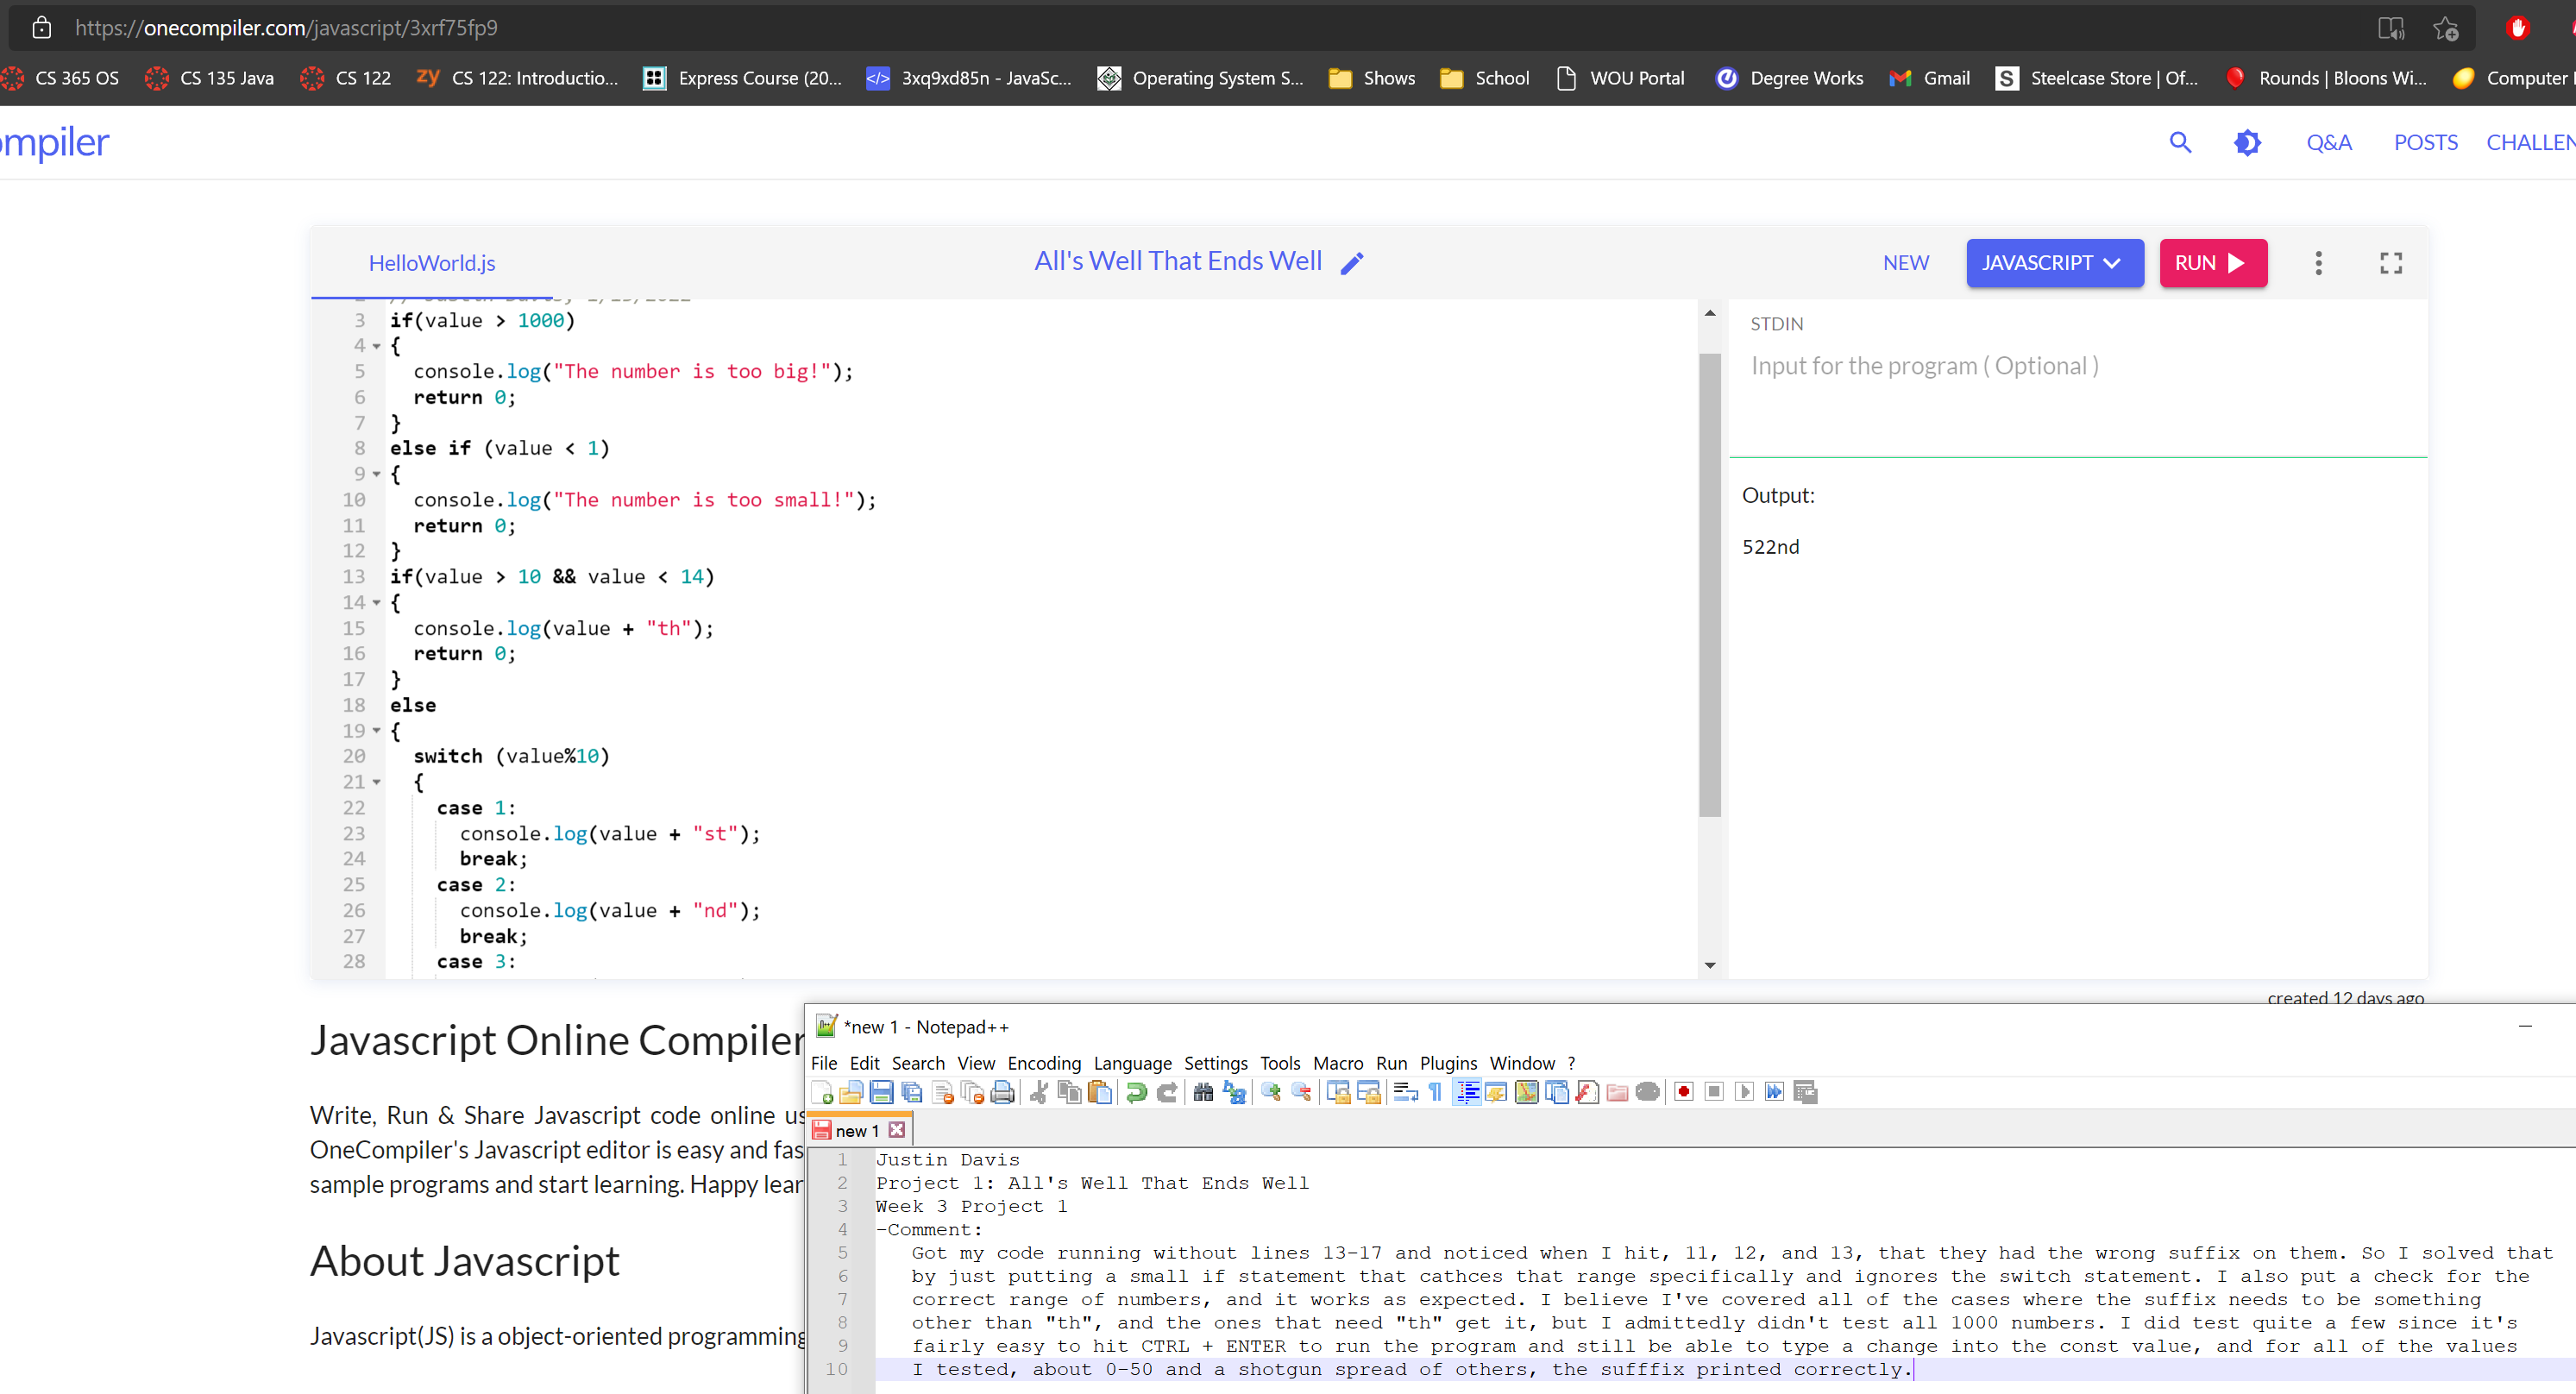 https://onecompiler.com/javascript/3xrf75fp9
CS 365 OS CS 135 Java CS 122 zy CS 122: Introductio... Express Course (20... </> 3xq9xd85n - JavaSc... Operating System S... Shows School WOU Portal Degree Works Gmail S Steelcase Store | Of... Rounds | Bloons Wi... Computer
ompiler
Q&A POSTS CHALLEN
HelloWorld.js All's Well That Ends Well NEW JAVASCRIPT RUN
3 if(value > 1000)
4 {
5 console.log("The number is too big!");
6 return 0;
7 }
8 else if (value < 1)
9 {
10 console.log("The number is too small!");
11 return 0;
12 }
13 if(value > 10 && value < 14)
14 {
15 console.log(value + "th");
16 return 0;
17 }
18 else
19 {
20 switch (value%10)
21 {
22 case 1:
23 console.log(value + "st");
24 break;
25 case 2:
26 console.log(value + "nd");
27 break;
28 case 3:
STDIN
Input for the program ( Optional )
Output:
522nd
created 12 days ago
Javascript Online Compiler
Write, Run & Share Javascript code online us
OneCompiler's Javascript editor is easy and fas
sample programs and start learning. Happy lear
About Javascript
Javascript(JS) is a object-oriented programming
*new 1 - Notepad++
File Edit Search View Encoding Language Settings Tools Macro Run Plugins Window ?
new 1
1 Justin Davis
2 Project 1: All's Well That Ends Well
3 Week 3 Project 1
4 -Comment:
5 Got my code running without lines 13-17 and noticed when I hit, 11, 12, and 13, that they had the wrong suffix on them. So I solved that
6 by just putting a small if statement that cathces that range specifically and ignores the switch statement. I also put a check for the
7 correct range of numbers, and it works as expected. I believe I've covered all of the cases where the suffix needs to be something
8 other than "th", and the ones that need "th" get it, but I admittedly didn't test all 1000 numbers. I did test quite a few since it's
9 fairly easy to hit CTRL + ENTER to run the program and still be able to type a change into the const value, and for all of the values
10 I tested, about 0-50 and a shotgun spread of others, the sufffix printed correctly.